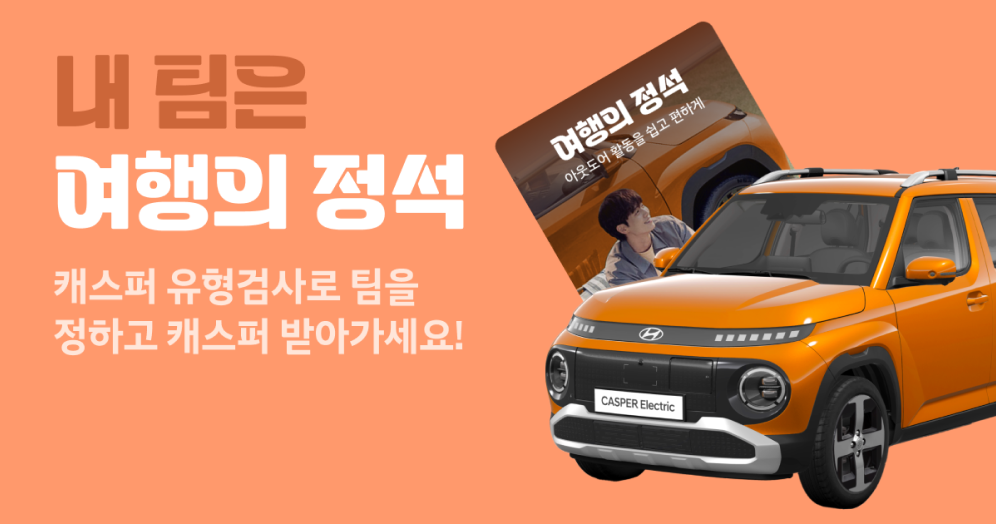 내 팀은
여행의 정석
캐스퍼 유형검사로 팀을
정하고 캐스퍼 받아가세요!
여행의 정석
아웃도어 활동을 쉽고 편하게
CASPER Electric